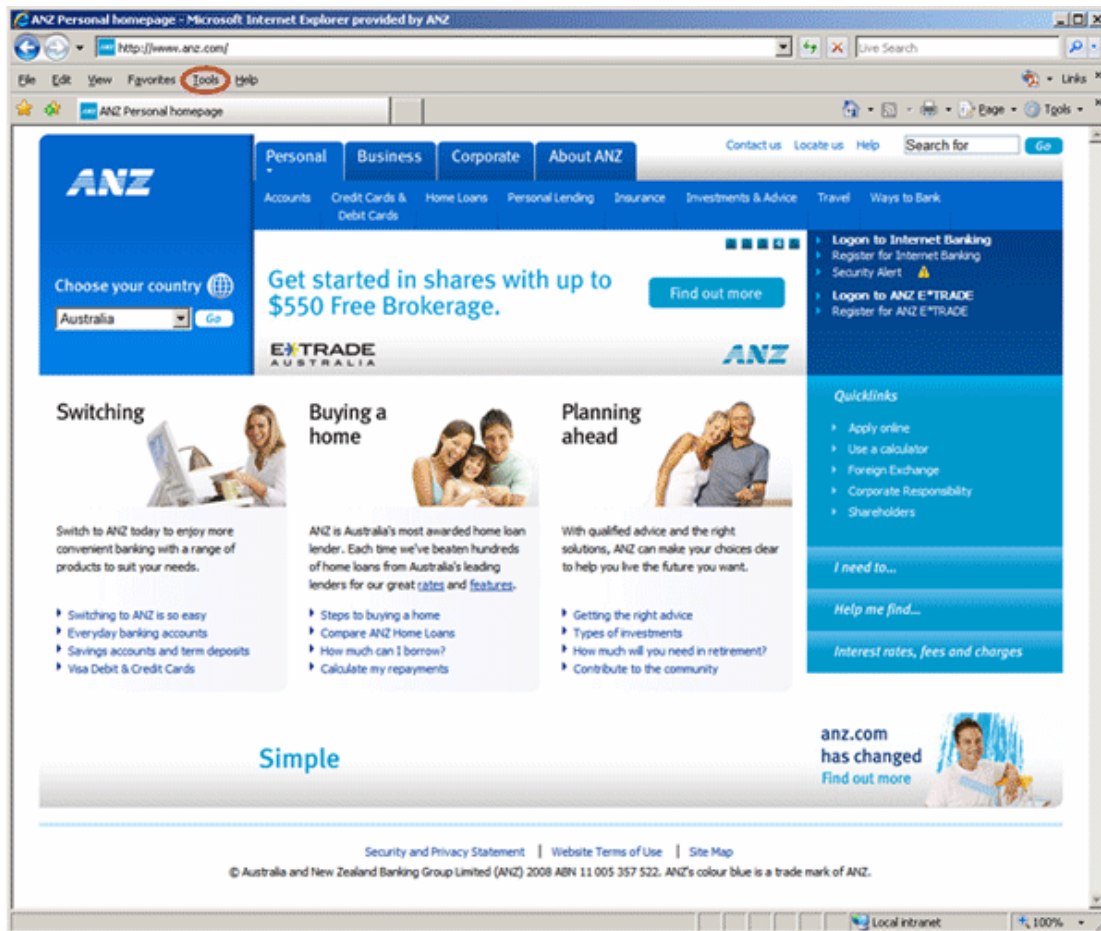 ANZ Personal homepage - Microsoft Internet Explorer provided by ANZ
http://www.anz.com/
Live Search
File Edit View Favorites Tools Help
Links
ANZ Personal homepage
Page Tools
ANZ
Personal Business Corporate About ANZ
Contact us Locate us Help Search for Go
Accounts Credit Cards & Debit Cards Home Loans Personal Lending Insurance Investments & Advice Travel Ways to Bank
Choose your country
Australia Go
Get started in shares with up to
$550 Free Brokerage.
Find out more
E*TRADE
AUSTRALIA
ANZ
Logon to Internet Banking
Register for Internet Banking
Security Alert
Logon to ANZ E*TRADE
Register for ANZ E*TRADE
Switching
Switch to ANZ today to enjoy more
convenient banking with a range of
products to suit your needs.
Switching to ANZ is so easy
Everyday banking accounts
Savings accounts and term deposits
Visa Debit & Credit Cards
Buying a
home
ANZ is Australia's most awarded home loan
lender. Each time we've beaten hundreds
of home loans from Australia's leading
lenders for our great rates and features.
Steps to buying a home
Compare ANZ Home Loans
How much can I borrow?
Calculate my repayments
Planning
ahead
With qualified advice and the right
solutions, ANZ can make your choices clear
to help you live the future you want.
Getting the right advice
Types of investments
How much will you need in retirement?
Contribute to the community
Quicklinks
Apply online
Use a calculator
Foreign Exchange
Corporate Responsibility
Shareholders
I need to...
Help me find...
Interest rates, fees and charges
Simple
anz.com
has changed
Find out more
Security and Privacy Statement | Website Terms of Use | Site Map
© Australia and New Zealand Banking Group Limited (ANZ) 2008 ABN 11 005 357 522. ANZ's colour blue is a trade mark of ANZ.
Local intranet
100%